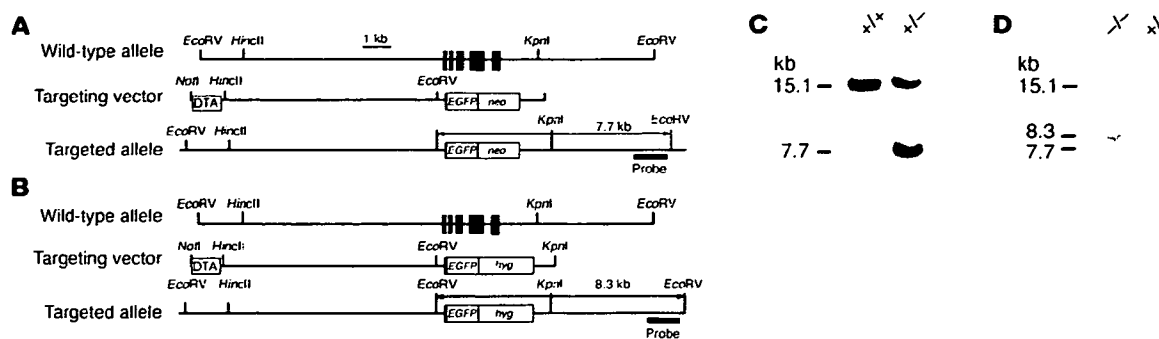 A
Wild-type allele
EcoRV HincII 1 kb KpnI EcoRV
Targeting vector
NotI HincII EcoRV
DTA EGFP neo
Targeted allele
EcoRV HincII KpnI 7.7 kb EcoRV
EGFP neo
Probe
B
Wild-type allele
EcoRV HincII KpnI EcoRV
Targeting vector
NotI HincII EcoRV KpnI
DTA EGFP hyg
Targeted allele
EcoRV HincII EcoRV KpnI 8.3 kb EcoRV
EGFP hyg
Probe
C
+/+ +/-
kb
15.1
7.7
D
kb
15.1
8.3
7.7